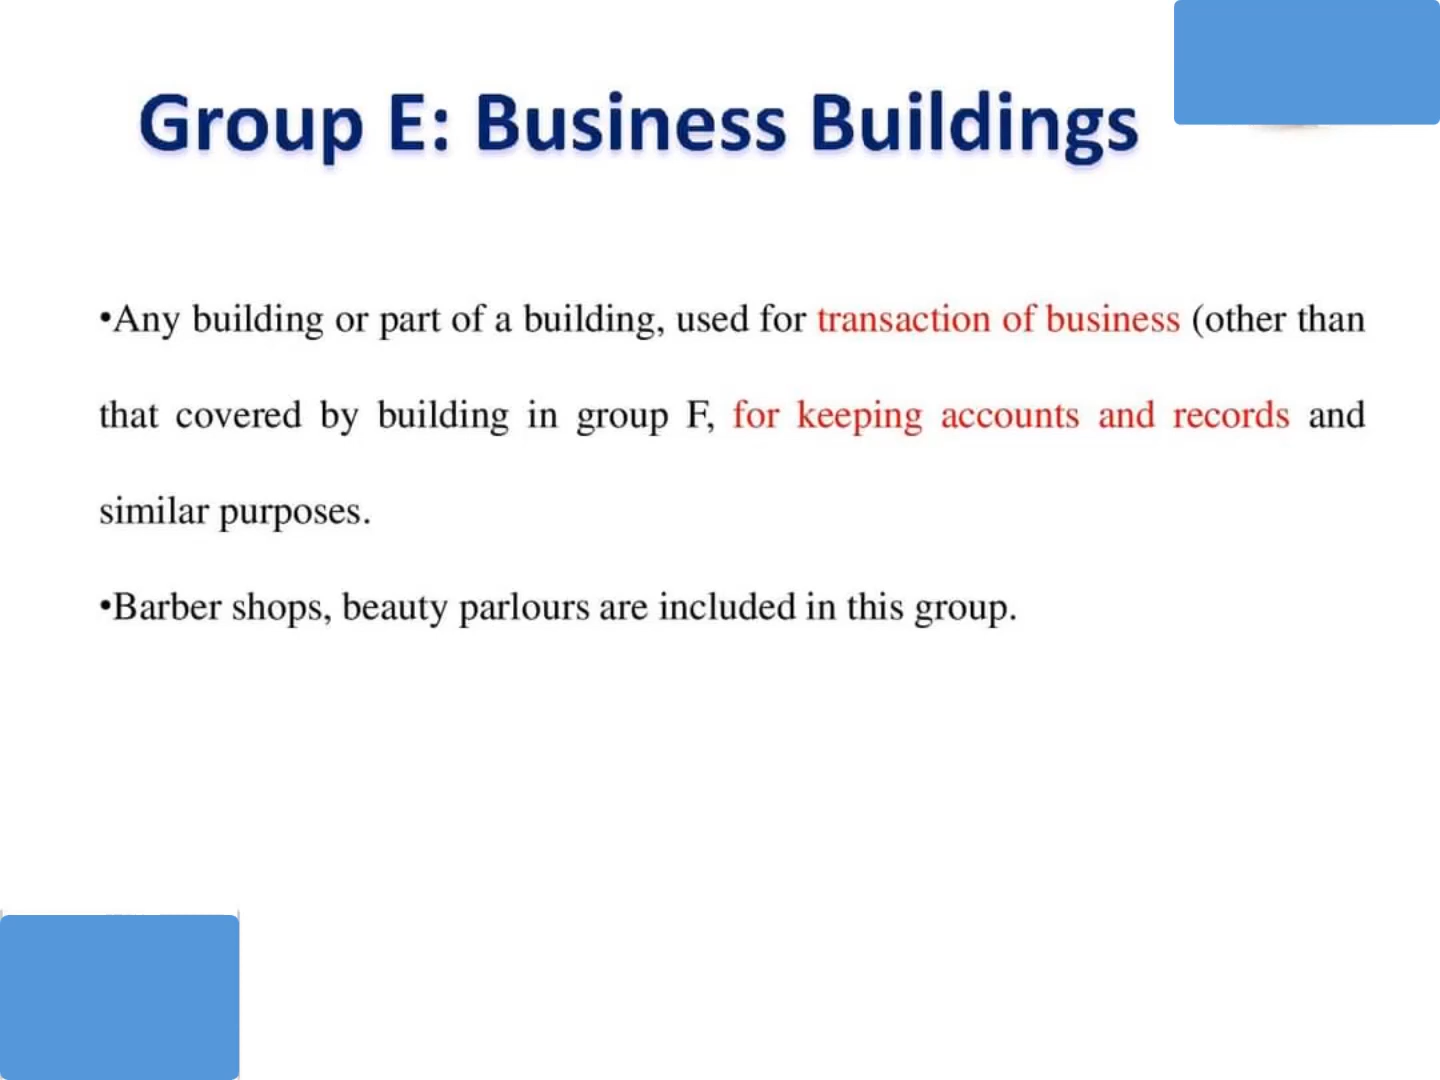 Group E: Business Buildings
•Any building or part of a building, used for transaction of business (other than
that covered by building in group F, for keeping accounts and records and
similar purposes.
•Barber shops, beauty parlours are included in this group.